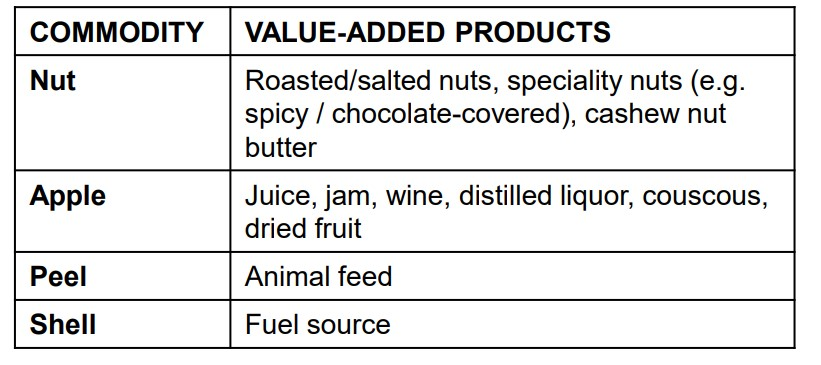 COMMODITY VALUE-ADDED PRODUCTS
Nut Roasted/salted nuts, speciality nuts (e.g.
spicy / chocolate-covered), cashew nut
butter
Apple Juice, jam, wine, distilled liquor, couscous,
dried fruit
Peel Animal feed
Shell Fuel source